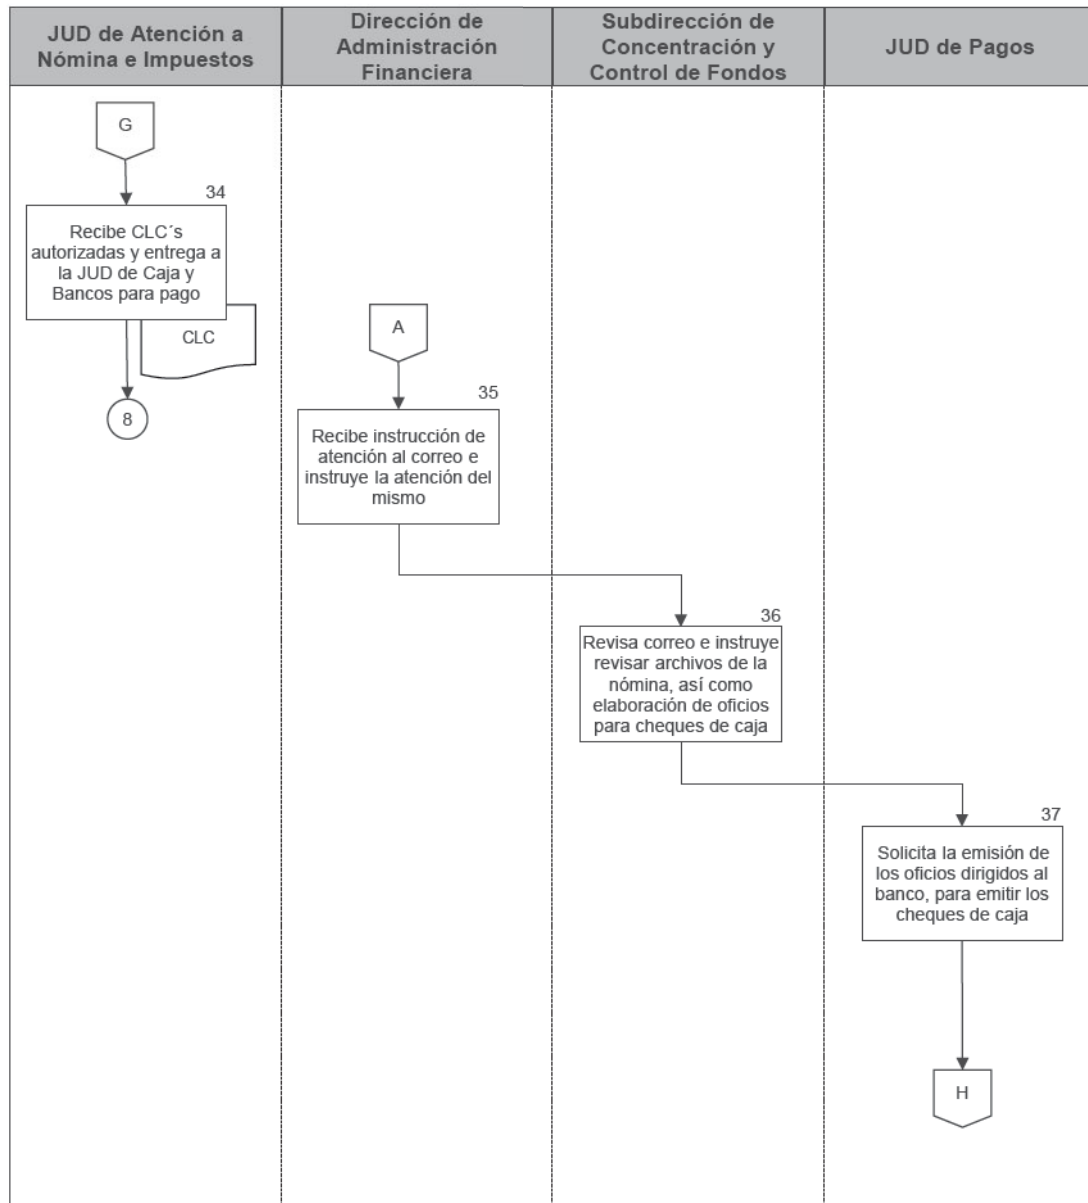 JUD de Atención a
Nómina e Impuestos
Dirección de
Administración
Financiera
Subdirección de
Concentración y
Control de Fondos
JUD de Pagos
G
34
Recibe CLC´s
autorizadas y entrega a
la JUD de Caja y
Bancos para pago
CLC
8
A
35
Recibe instrucción de
atención al correo e
instruye la atención del
mismo
36
Revisa correo e instruye
revisar archivos de la
nómina, así como
elaboración de oficios
para cheques de caja
37
Solicita la emisión de
los oficios dirigidos al
banco, para emitir los
cheques de caja
H